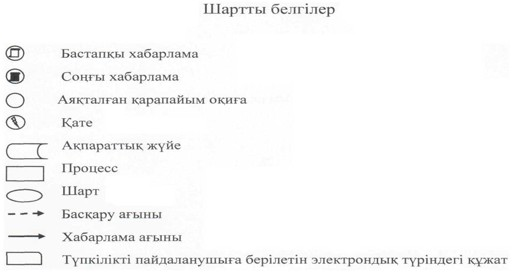 Шартты белгілер
Бастапқы хабарлама
Соңғы хабарлама
Аяқталған қарапайым оқиға
Қате
Ақпараттық жүйе
Процесс
Шарт
Басқару ағыны
Хабарлама ағыны
Түпкілікті пайдаланушыға берілетін электрондық түріндегі құжат